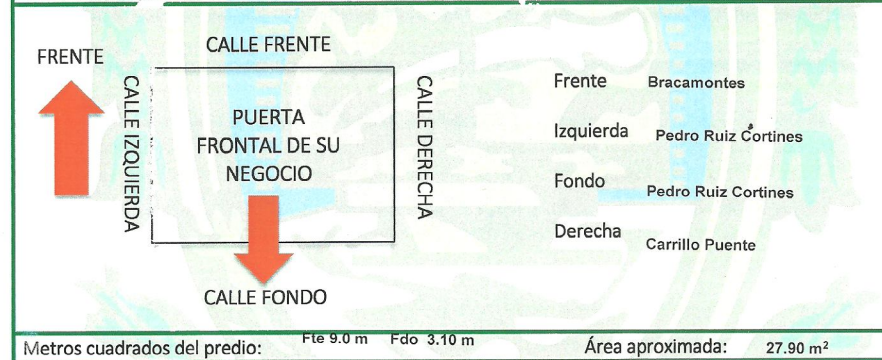 FRENTE
CALLE FRENTE
CALLE IZQUIERDA
PUERTA
FRONTAL DE SU
NEGOCIO
CALLE DERECHA
CALLE FONDO
Frente Bracamontes
Izquierda Pedro Ruiz Cortines
Fondo Pedro Ruiz Cortines
Derecha Carrillo Puente
Metros cuadrados del predio: Fte 9.0 m Fdo 3.10 m Área aproximada: 27.90 m²